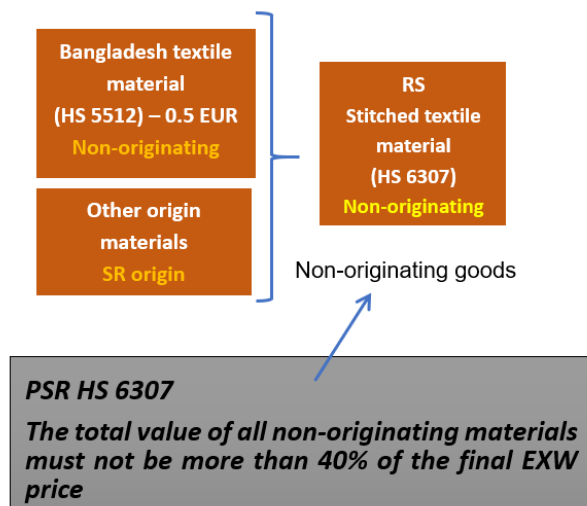 Bangladesh textile
material
(HS 5512) – 0.5 EUR
Non-originating
Other origin
materials
SR origin
RS
Stitched textile
material
(HS 6307)
Non-originating
Non-originating goods
PSR HS 6307
The total value of all non-originating materials
must not be more than 40% of the final EXW
price